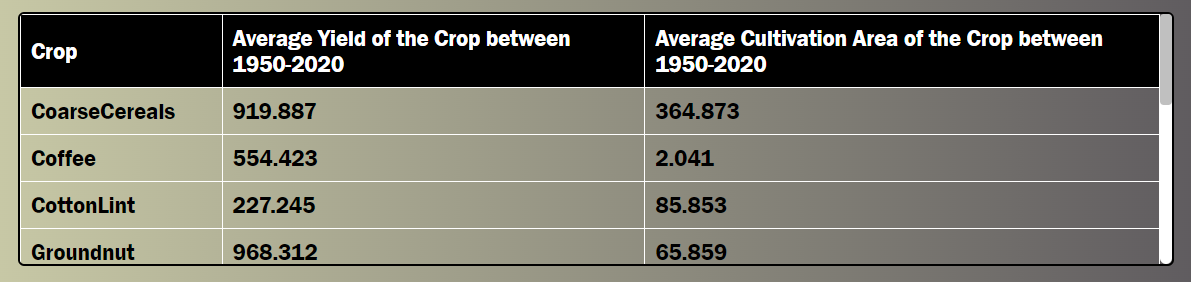 Crop
Average Yield of the Crop between
1950-2020
Average Cultivation Area of the Crop between
1950-2020
CoarseCereals 919.887 364.873
Coffee 554.423 2.041
CottonLint 227.245 85.853
Groundnut 968.312 65.859